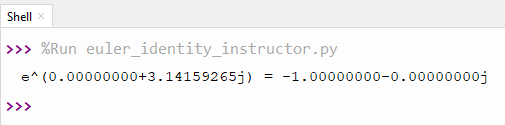 Shell ×
>>> %Run euler_identity_instructor.py
e^(0.00000000+3.14159265j) = -1.00000000-0.00000000j
>>>